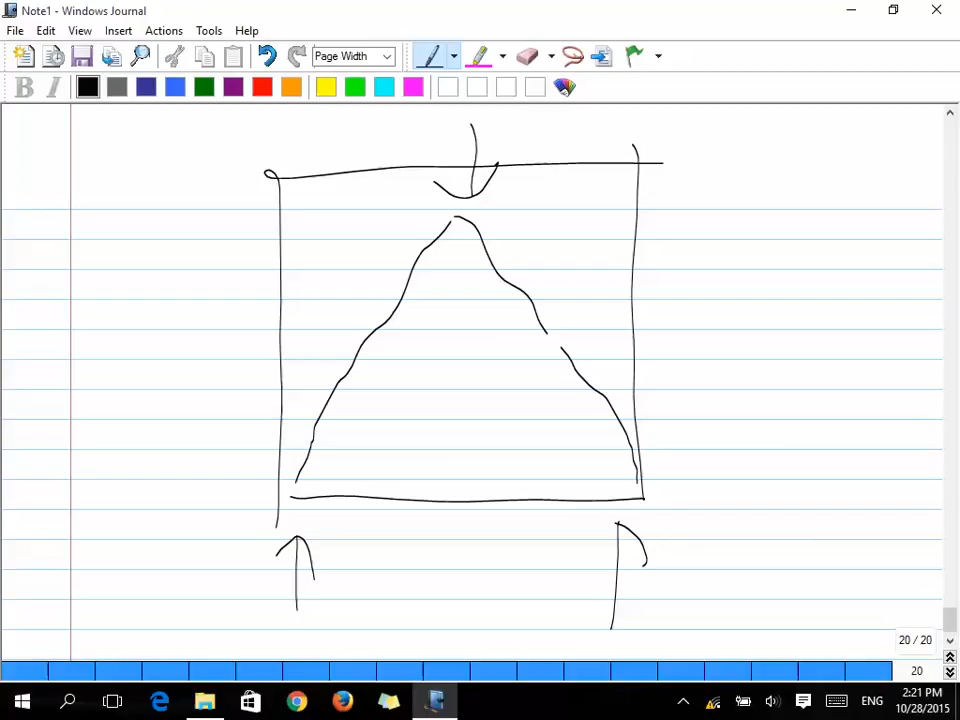 Note1 - Windows Journal
File Edit View Insert Actions Tools Help
Page Width
B I
20 / 20
20
ENG
2:21 PM
10/28/2015